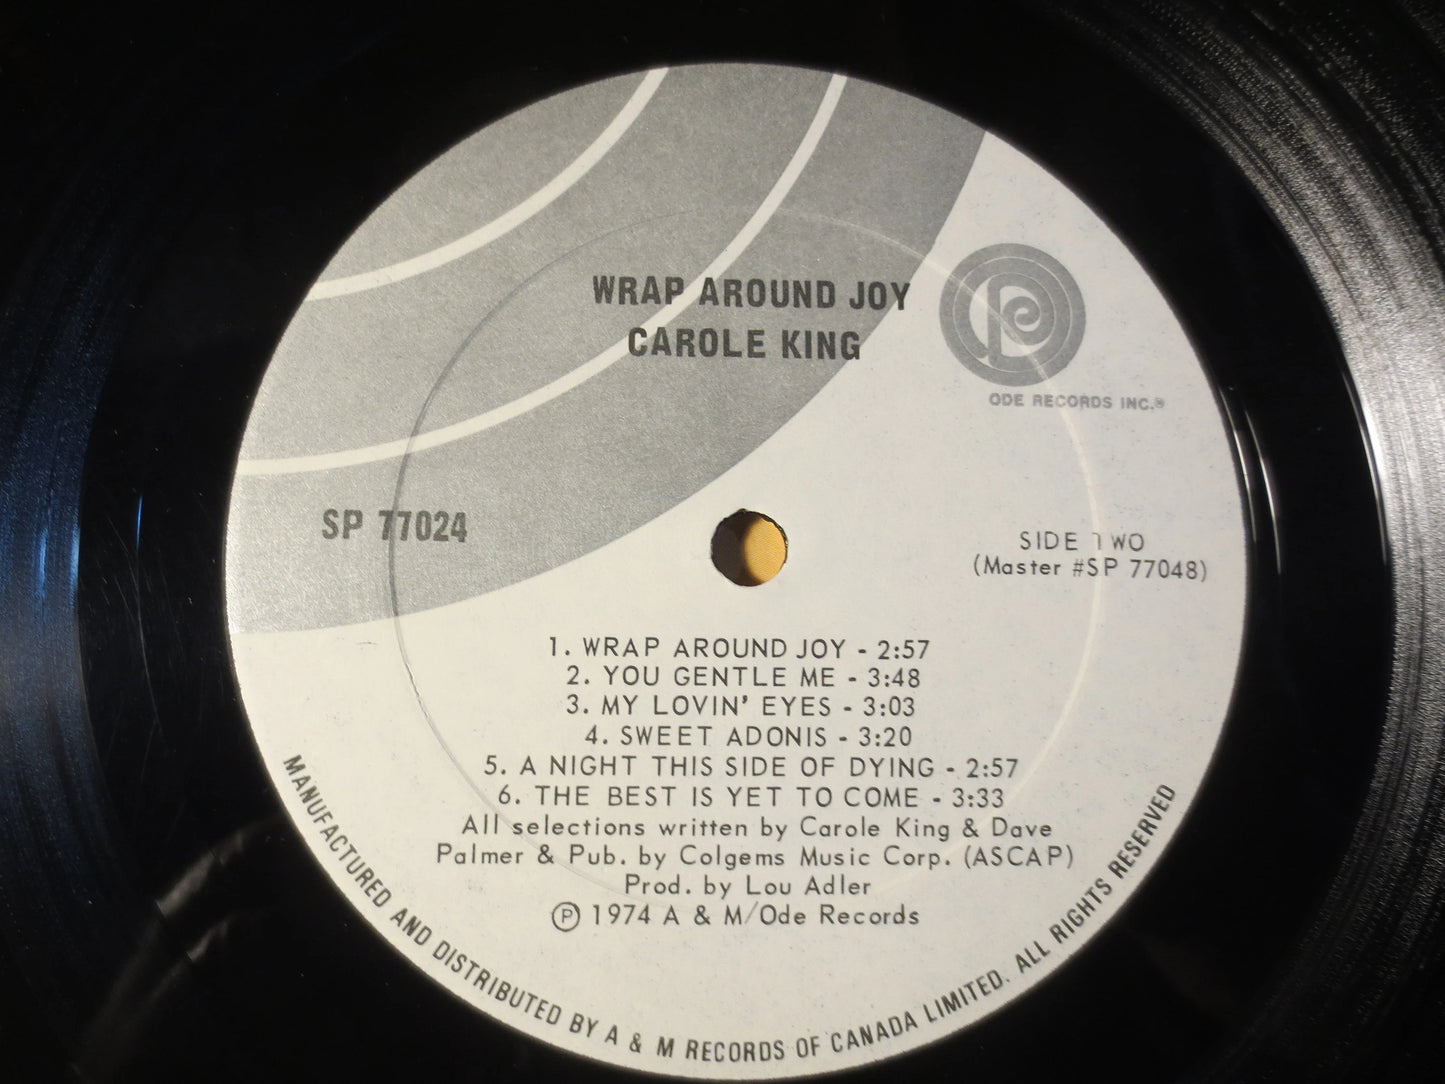 WRAP AROUND JOY
CAROLE KING
ODE RECORDS INC.®
SP 77024
SIDE TWO
(Master #SP 77048)
1. WRAP AROUND JOY - 2:57
2. YOU GENTLE ME - 3:48
3. MY LOVIN' EYES - 3:03
4. SWEET ADONIS - 3:20
5. A NIGHT THIS SIDE OF DYING - 2:57
6. THE BEST IS YET TO COME - 3:33
All selections written by Carole King & Dave
Palmer & Pub. by Colgems Music Corp. (ASCAP)
Prod. by Lou Adler
Ⓟ 1974 A & M/Ode Records
MANUFACTURED AND DISTRIBUTED BY A & M RECORDS OF CANADA LIMITED. ALL RIGHTS RESERVED